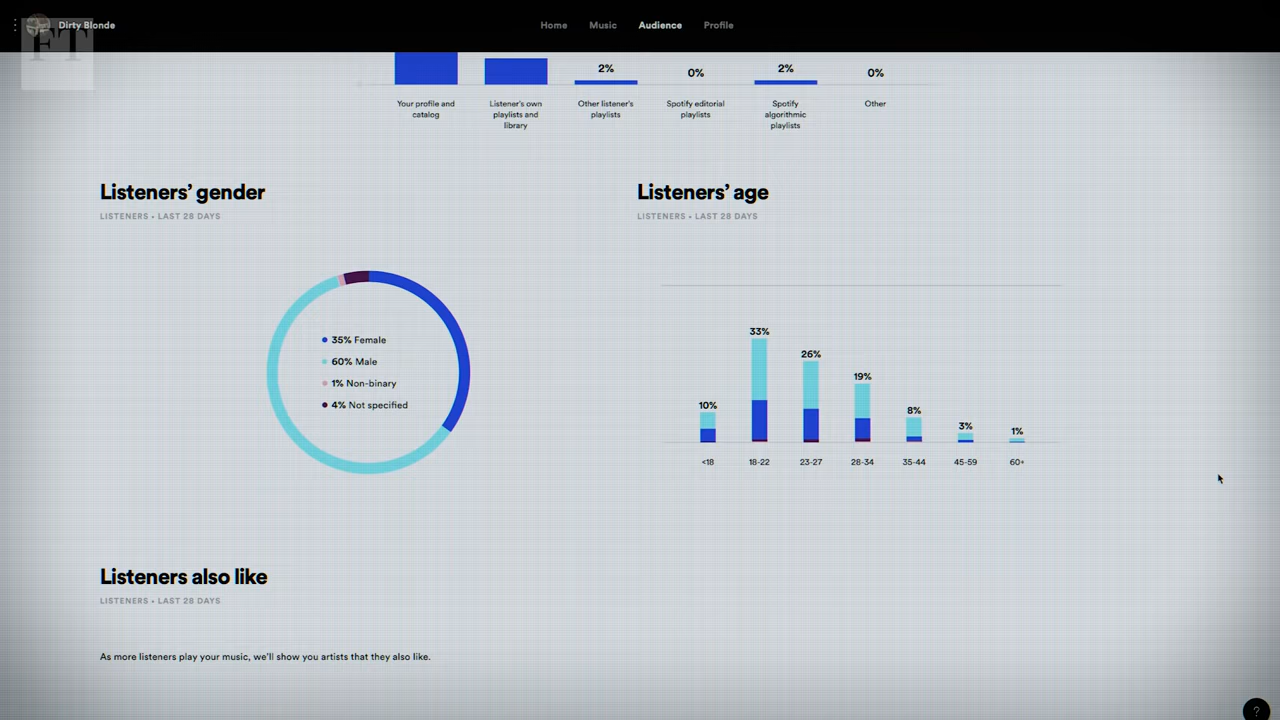 Dirty Blonde
Home Music Audience Profile
FT
2% 0% 2% 0%
Your profile and catalog
Listener's own playlists and library
Other listener's playlists
Spotify editorial playlists
Spotify algorithmic playlists
Other
Listeners' gender
LISTENERS • LAST 28 DAYS
35% Female
60% Male
1% Non-binary
4% Not specified
Listeners' age
LISTENERS • LAST 28 DAYS
10% 33% 26% 19% 8% 3% 1%
<18 18-22 23-27 28-34 35-44 45-59 60+
Listeners also like
LISTENERS • LAST 28 DAYS
As more listeners play your music, we'll show you artists that they also like.
?